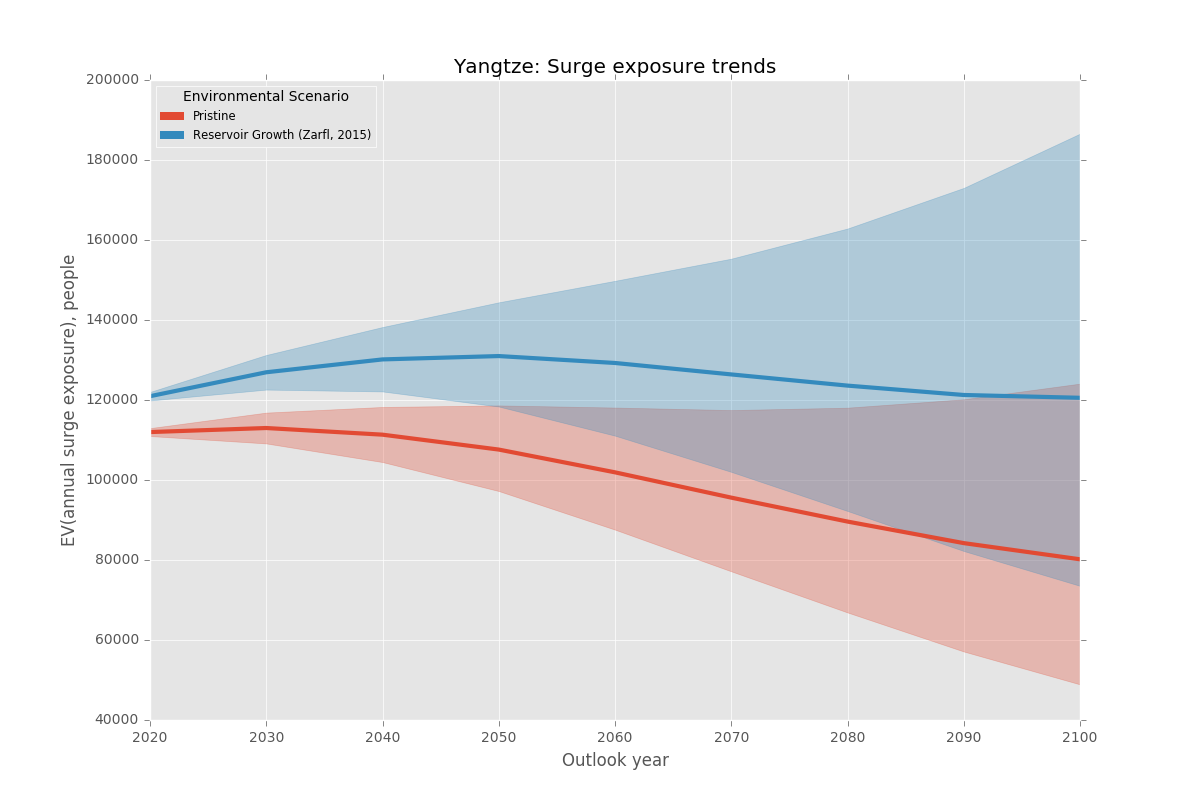 Yangtze: Surge exposure trends
Environmental Scenario
Pristine
Reservoir Growth (Zarfl, 2015)
EV(annual surge exposure), people
200000
180000
160000
140000
120000
100000
80000
60000
40000
2020 2030 2040 2050 2060 2070 2080 2090 2100
Outlook year